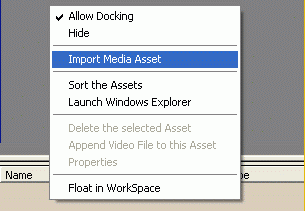 Allow Docking
Hide
Import Media Asset
Sort the Assets
Launch Windows Explorer
Delete the selected Asset
Append Video File to this Asset
Properties
Name
Float in WorkSpace